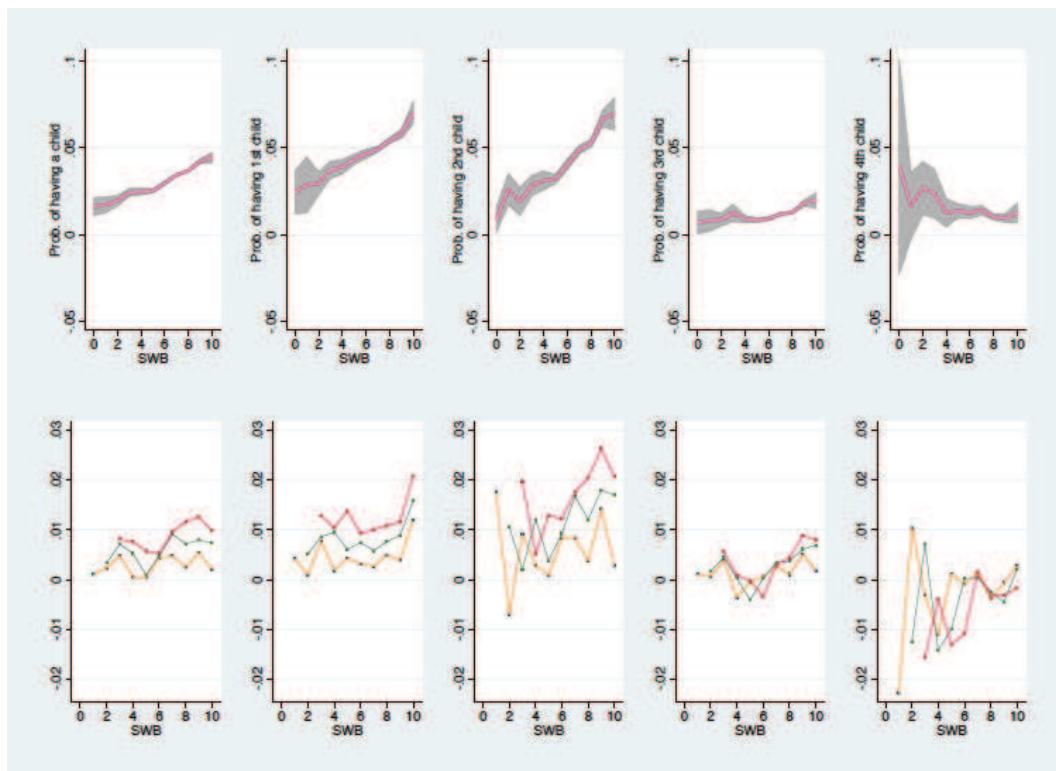 Prob. of having a child
-.05 0 .05 .1
0 2 4 6 8 10
SWB
Prob. of having 1st child
-.05 0 .05 .1
0 2 4 6 8 10
SWB
Prob. of having 2nd child
-.05 0 .05 .1
0 2 4 6 8 10
SWB
Prob. of having 3rd child
-.05 0 .05 .1
0 2 4 6 8 10
SWB
Prob. of having 4th child
-.05 0 .05 .1
0 2 4 6 8 10
SWB
-.02 -.01 0 .01 .02 .03
0 2 4 6 8 10
SWB
-.02 -.01 0 .01 .02 .03
0 2 4 6 8 10
SWB
-.02 -.01 0 .01 .02 .03
0 2 4 6 8 10
SWB
-.02 -.01 0 .01 .02 .03
0 2 4 6 8 10
SWB
-.02 -.01 0 .01 .02 .03
0 2 4 6 8 10
SWB